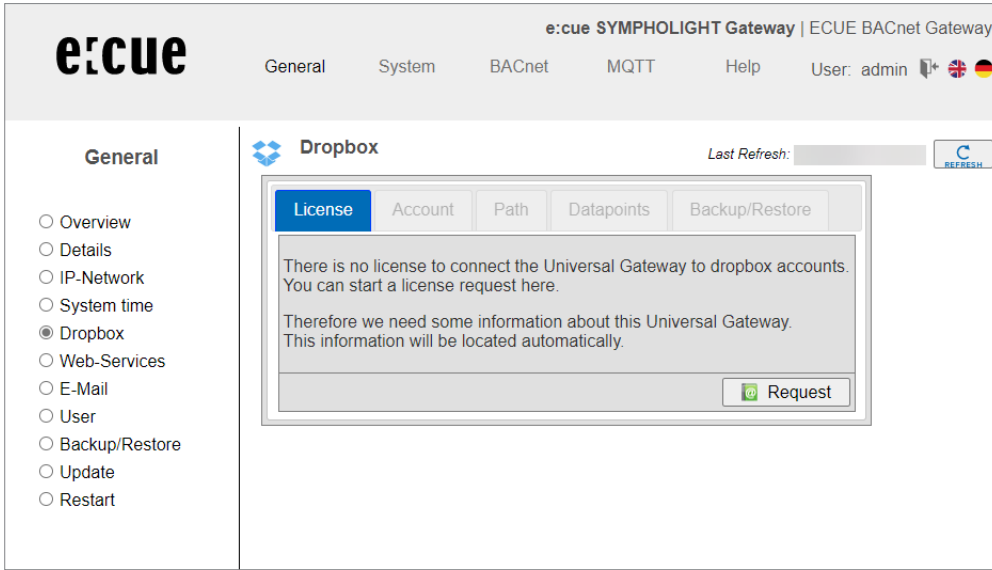 e:cue
e:cue SYMPHOLIGHT Gateway | ECUE BACnet Gateway
General System BACnet MQTT Help User: admin
General
Overview
Details
IP-Network
System time
Dropbox
Web-Services
E-Mail
User
Backup/Restore
Update
Restart
Dropbox
Last Refresh:
REFRESH
License Account Path Datapoints Backup/Restore
There is no license to connect the Universal Gateway to dropbox accounts.
You can start a license request here.
Therefore we need some information about this Universal Gateway.
This information will be located automatically.
Request